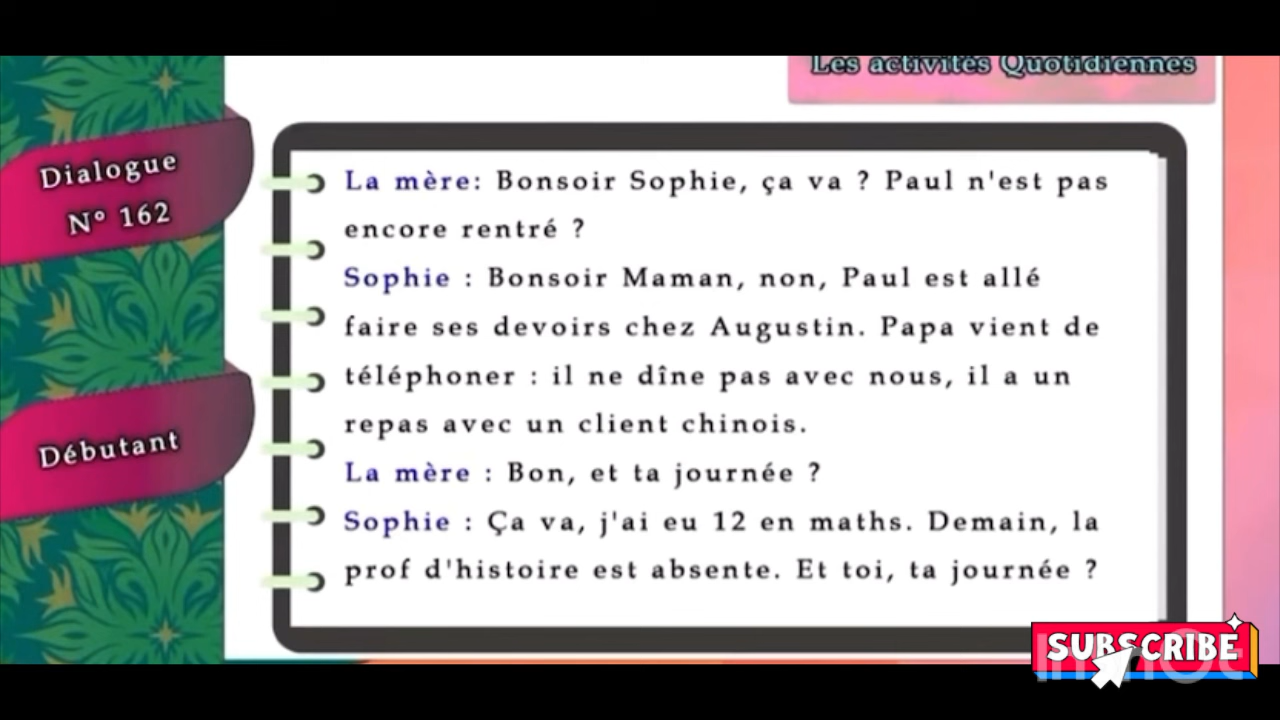 Les activités Quotidiennes
Dialogue
N° 162
Débutant
La mère: Bonsoir Sophie, ça va ? Paul n'est pas
encore rentré ?
Sophie : Bonsoir Maman, non, Paul est allé
faire ses devoirs chez Augustin. Papa vient de
téléphoner : il ne dîne pas avec nous, il a un
repas avec un client chinois.
La mère : Bon, et ta journée ?
Sophie : Ça va, j'ai eu 12 en maths. Demain, la
prof d'histoire est absente. Et toi, ta journée ?
SUBSCRIBE